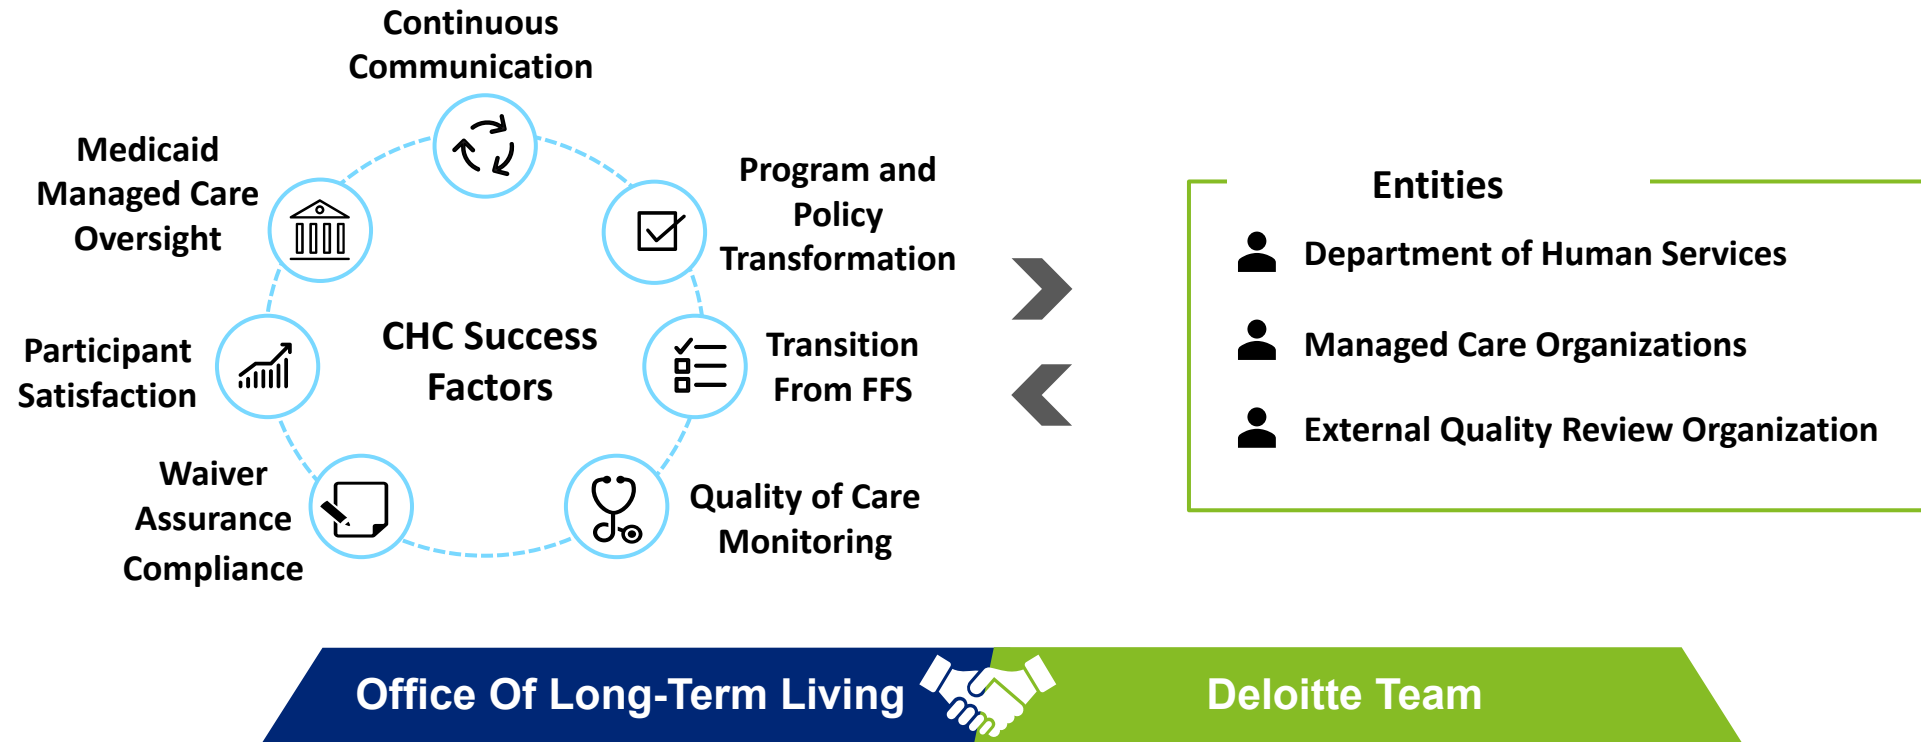 Continuous
Communication
Medicaid
Managed Care
Oversight
Program and
Policy
Transformation
Participant
Satisfaction
CHC Success
Factors
Transition
From FFS
Waiver
Assurance
Compliance
Quality of Care
Monitoring
Entities
Department of Human Services
Managed Care Organizations
External Quality Review Organization
Office Of Long-Term Living
Deloitte Team